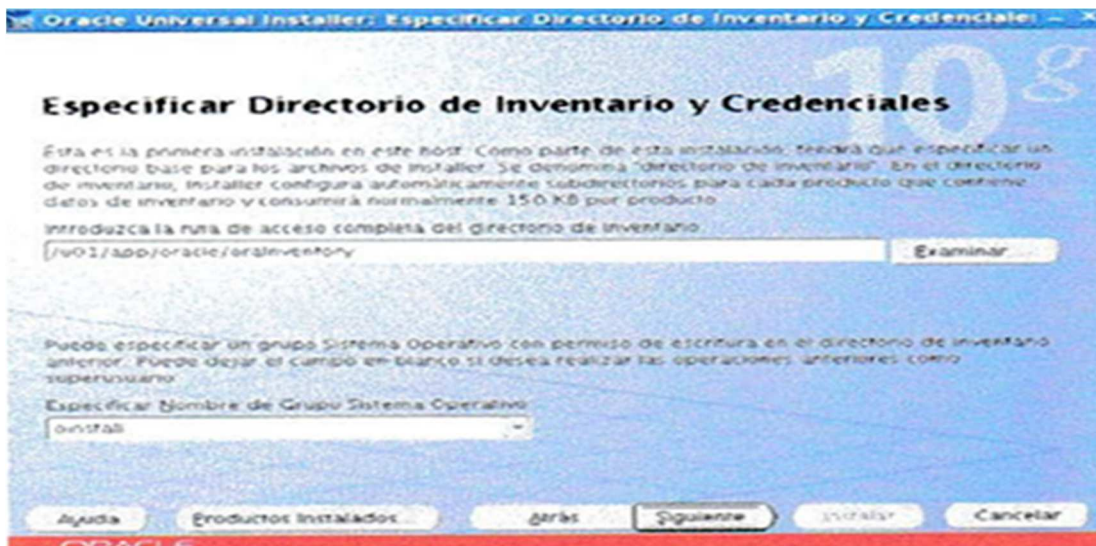 Oracle Universal Installer: Especificar Directorio de Inventario y Credenciales
10g
Especificar Directorio de Inventario y Credenciales
Ésta es la primera instalación en este host. Como parte de esta instalación, tendrá que especificar un
directorio base para los archivos de Installer. Se denomina "directorio de inventario". En el directorio
de inventario, Installer configura automáticamente subdirectorios para cada producto que contiene
datos de inventario y consumirá normalmente 150 KB por producto.
Introduzca la ruta de acceso completa del directorio de inventario:
/u01/app/oracle/oraInventory
Examinar...
Puede especificar un grupo Sistema Operativo con permiso de escritura en el directorio de inventario
anterior. Puede dejar el campo en blanco si desea realizar las operaciones anteriores como
superusuario.
Especificar Nombre de Grupo Sistema Operativo
oinstall
Ayuda Productos Instalados... Atrás Siguiente Instalar Cancelar
ORACLE